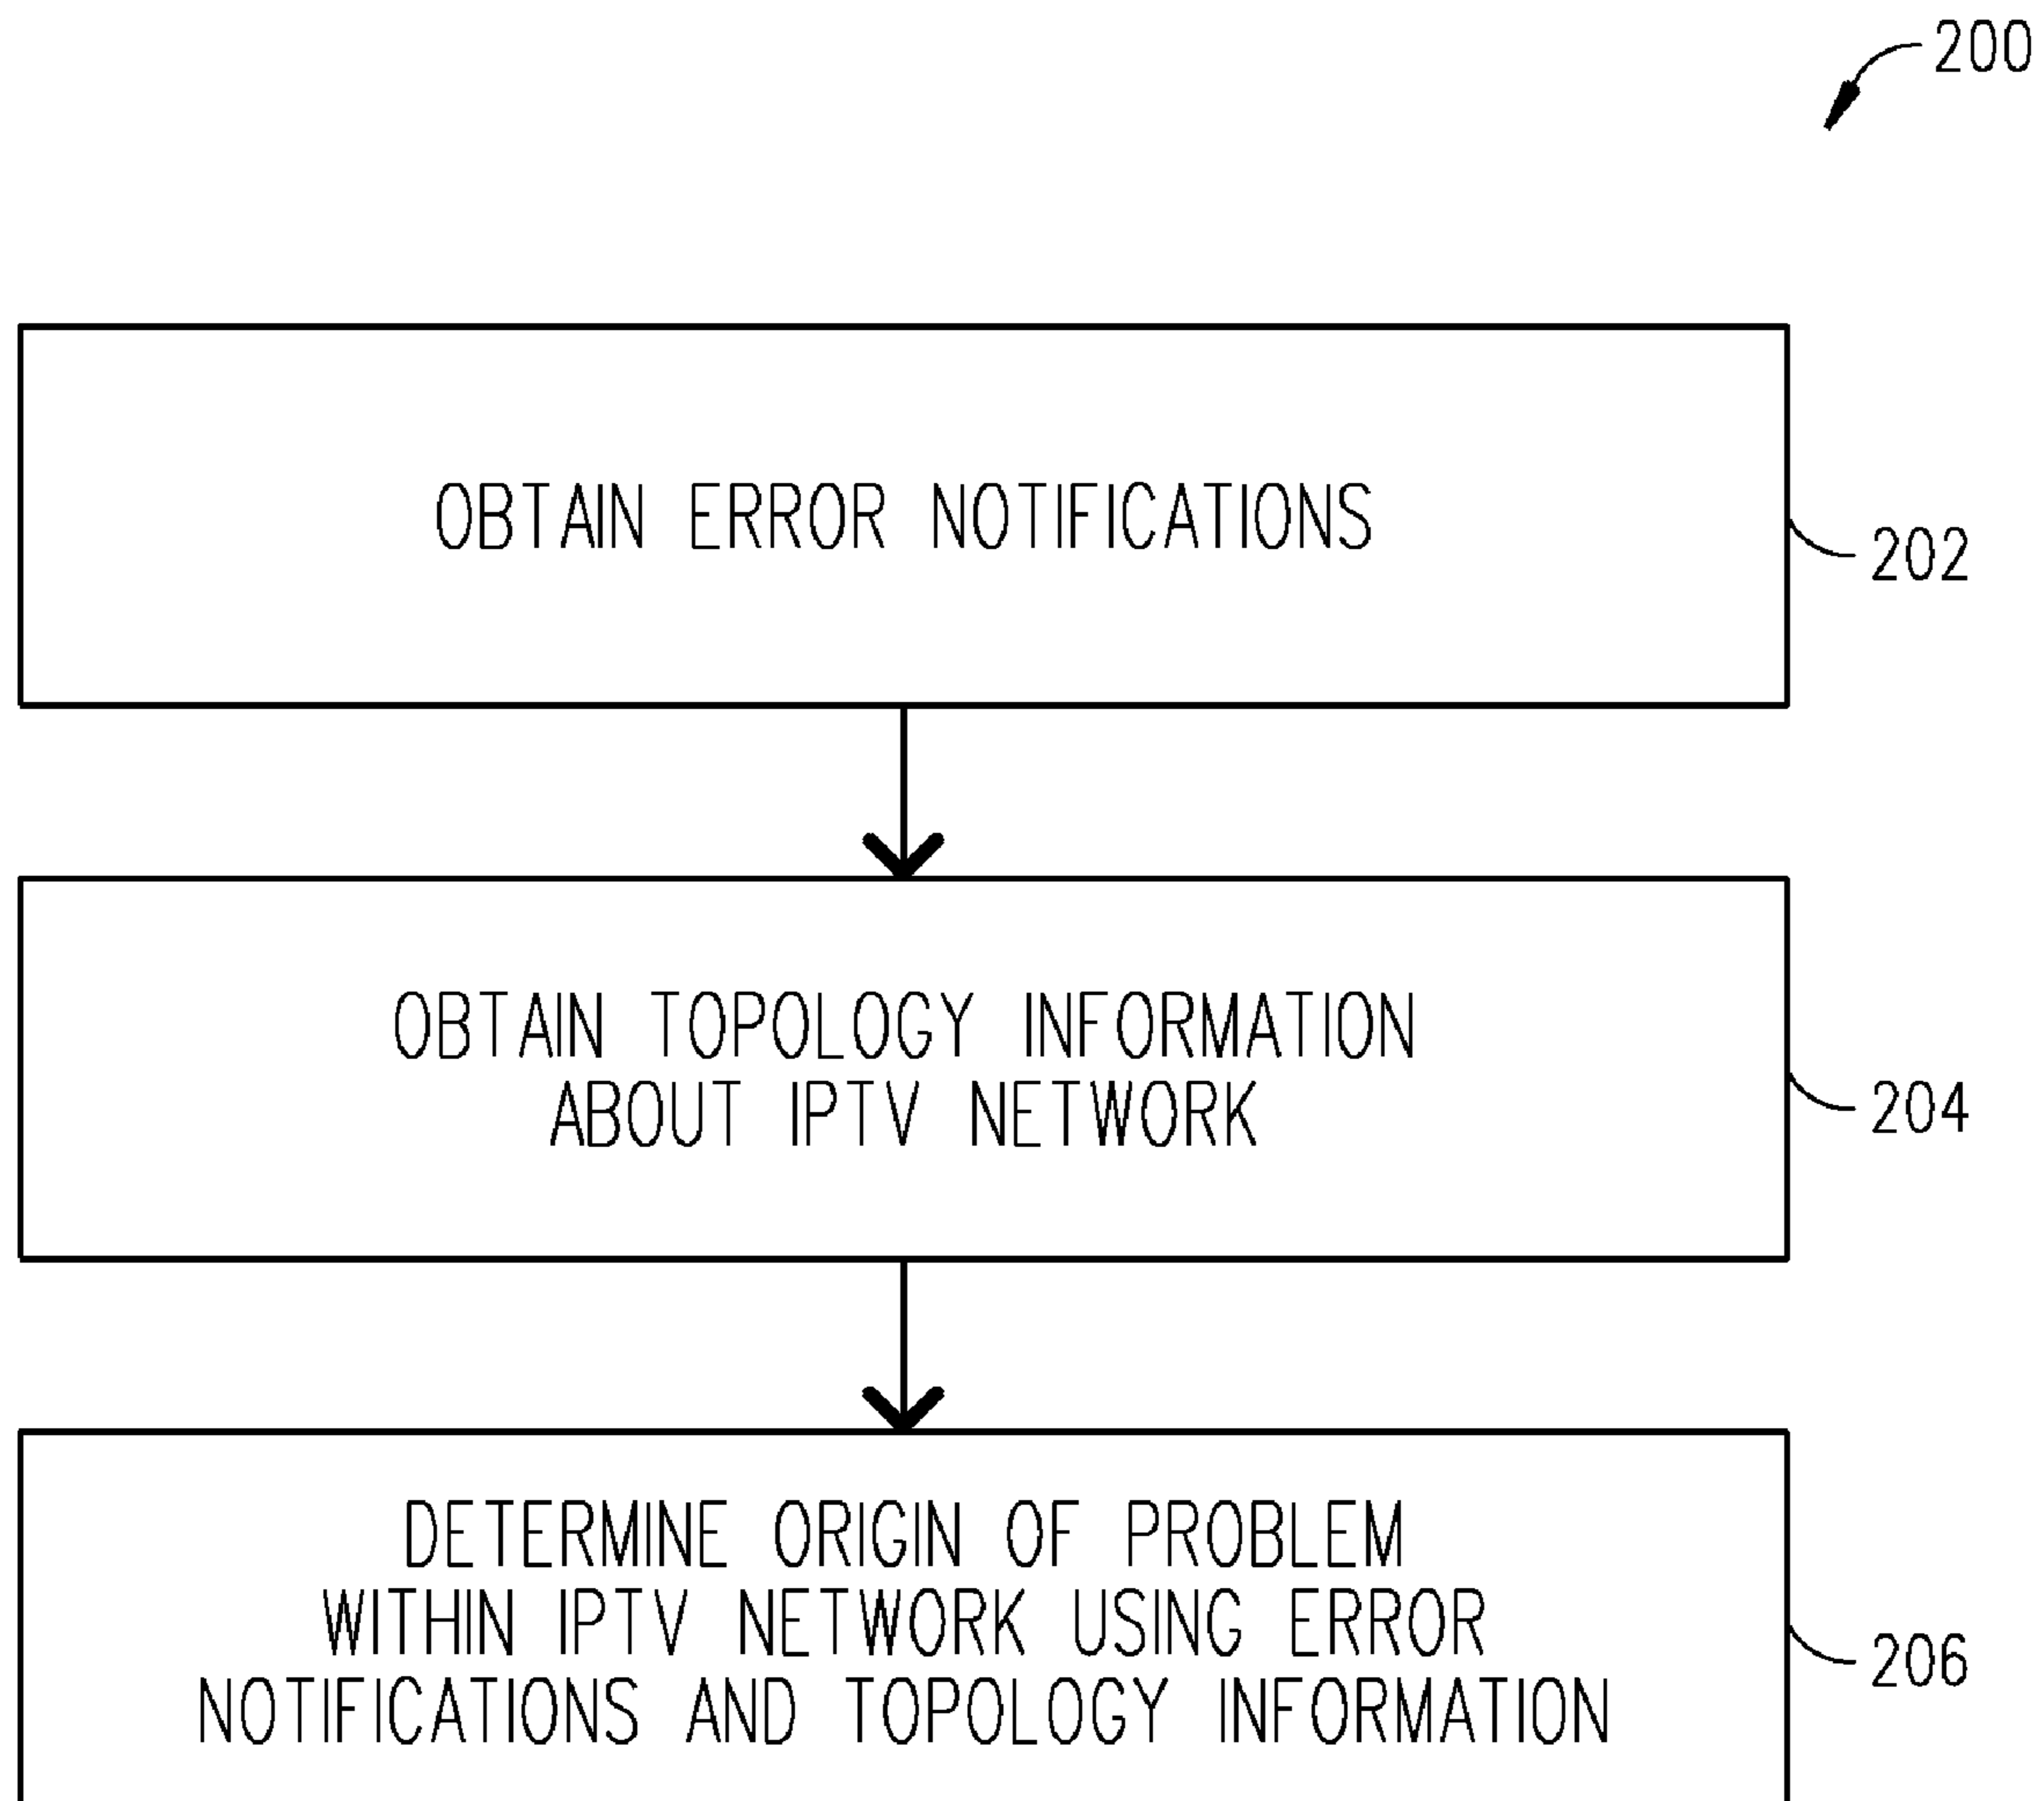 200
OBTAIN ERROR NOTIFICATIONS
202
OBTAIN TOPOLOGY INFORMATION
ABOUT IPTV NETWORK
204
DETERMINE ORIGIN OF PROBLEM
WITHIN IPTV NETWORK USING ERROR
NOTIFICATIONS AND TOPOLOGY INFORMATION
206